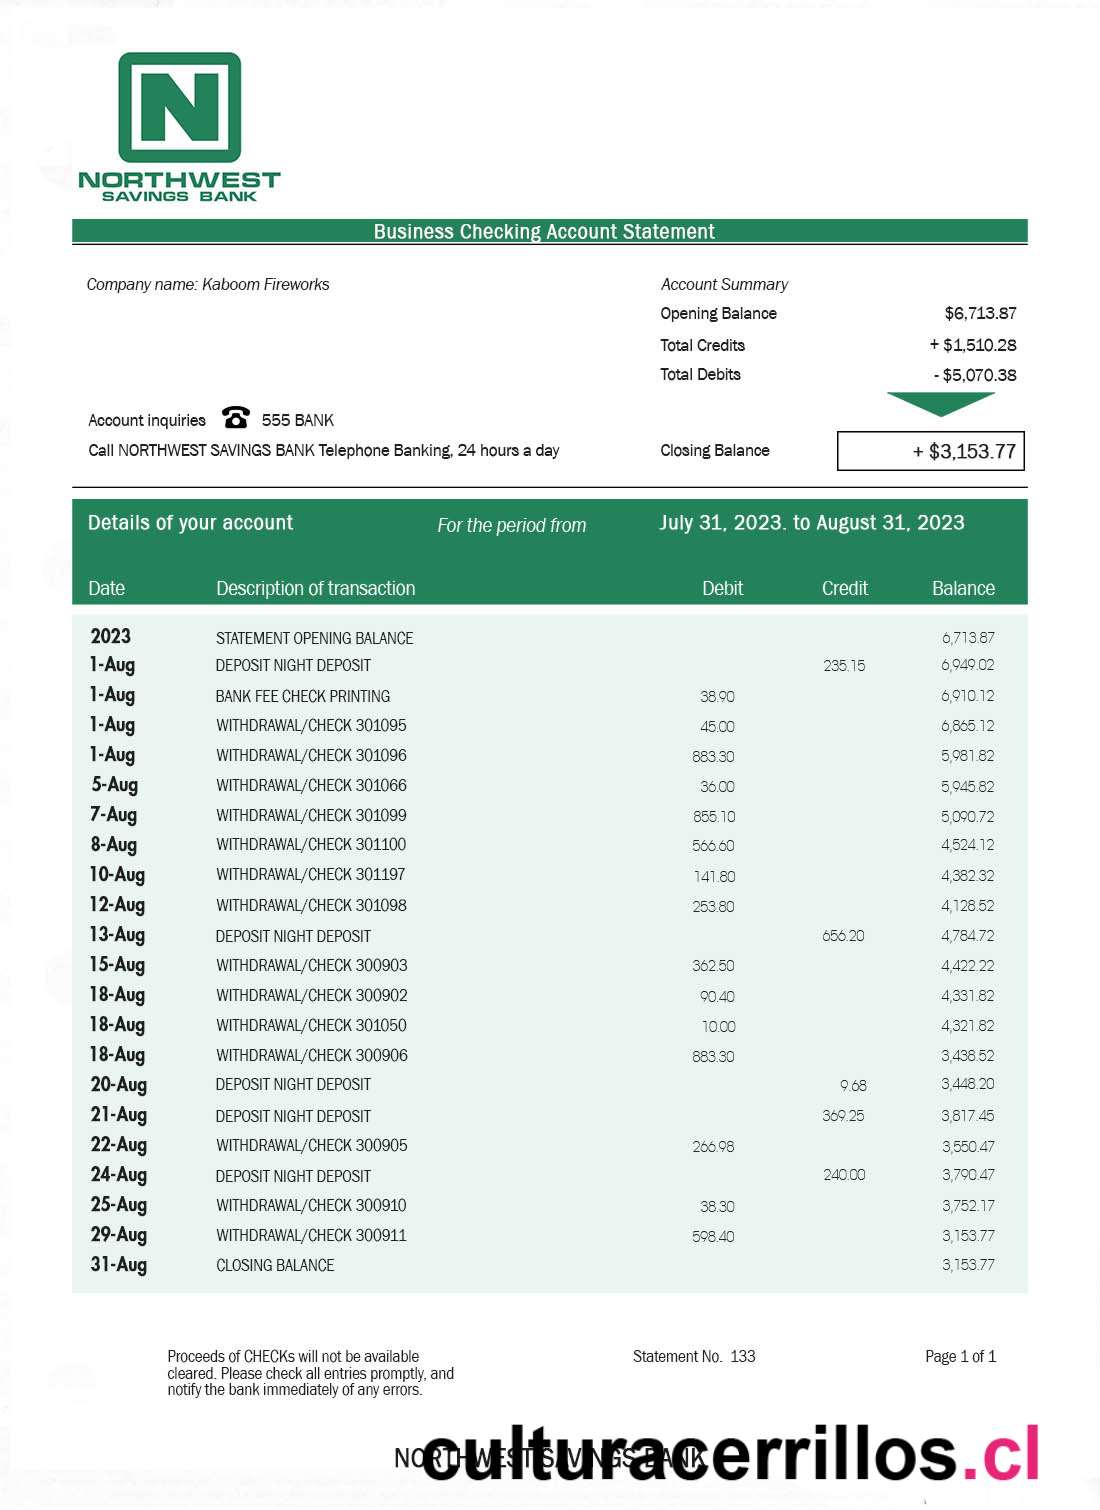 N
NORTHWEST
SAVINGS BANK
Business Checking Account Statement
Company name: Kaboom Fireworks
Account Summary
Opening Balance $6,713.87
Total Credits + $1,510.28
Total Debits - $5,070.38
Account inquiries 555 BANK
Call NORTHWEST SAVINGS BANK Telephone Banking, 24 hours a day
Closing Balance + $3,153.77
Details of your account For the period from July 31, 2023. to August 31, 2023
Date Description of transaction Debit Credit Balance
2023 STATEMENT OPENING BALANCE 6,713.87
1-Aug DEPOSIT NIGHT DEPOSIT 235.15 6,949.02
1-Aug BANK FEE CHECK PRINTING 38.90 6,910.12
1-Aug WITHDRAWAL/CHECK 301095 45.00 6,865.12
1-Aug WITHDRAWAL/CHECK 301096 883.30 5,981.82
5-Aug WITHDRAWAL/CHECK 301066 36.00 5,945.82
7-Aug WITHDRAWAL/CHECK 301099 855.10 5,090.72
8-Aug WITHDRAWAL/CHECK 301100 566.60 4,524.12
10-Aug WITHDRAWAL/CHECK 301197 141.80 4,382.32
12-Aug WITHDRAWAL/CHECK 301098 253.80 4,128.52
13-Aug DEPOSIT NIGHT DEPOSIT 656.20 4,784.72
15-Aug WITHDRAWAL/CHECK 300903 362.50 4,422.22
18-Aug WITHDRAWAL/CHECK 300902 90.40 4,331.82
18-Aug WITHDRAWAL/CHECK 301050 10.00 4,321.82
18-Aug WITHDRAWAL/CHECK 300906 883.30 3,438.52
20-Aug DEPOSIT NIGHT DEPOSIT 9.68 3,448.20
21-Aug DEPOSIT NIGHT DEPOSIT 369.25 3,817.45
22-Aug WITHDRAWAL/CHECK 300905 266.98 3,550.47
24-Aug DEPOSIT NIGHT DEPOSIT 240.00 3,790.47
25-Aug WITHDRAWAL/CHECK 300910 38.30 3,752.17
29-Aug WITHDRAWAL/CHECK 300911 598.40 3,153.77
31-Aug CLOSING BALANCE 3,153.77
Proceeds of CHECKs will not be available
cleared. Please check all entries promptly, and
notify the bank immediately of any errors.
Statement No. 133
Page 1 of 1
NORTHWEST SAVINGS BANK
culturacerrillos.cl